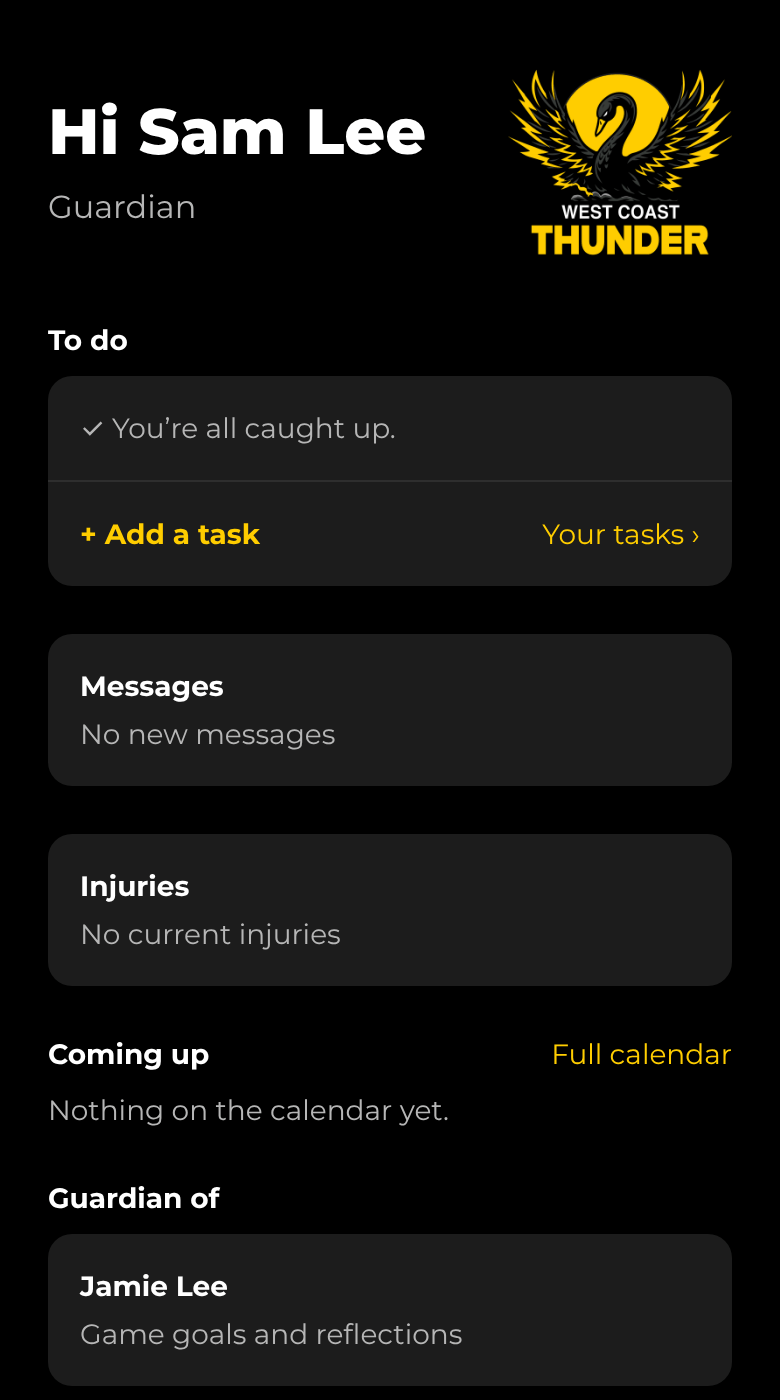 Hi Sam Lee
Guardian
WEST COAST
THUNDER
To do
✓ You’re all caught up.
+ Add a task
Your tasks ›
Messages
No new messages
Injuries
No current injuries
Coming up
Full calendar
Nothing on the calendar yet.
Guardian of
Jamie Lee
Game goals and reflections